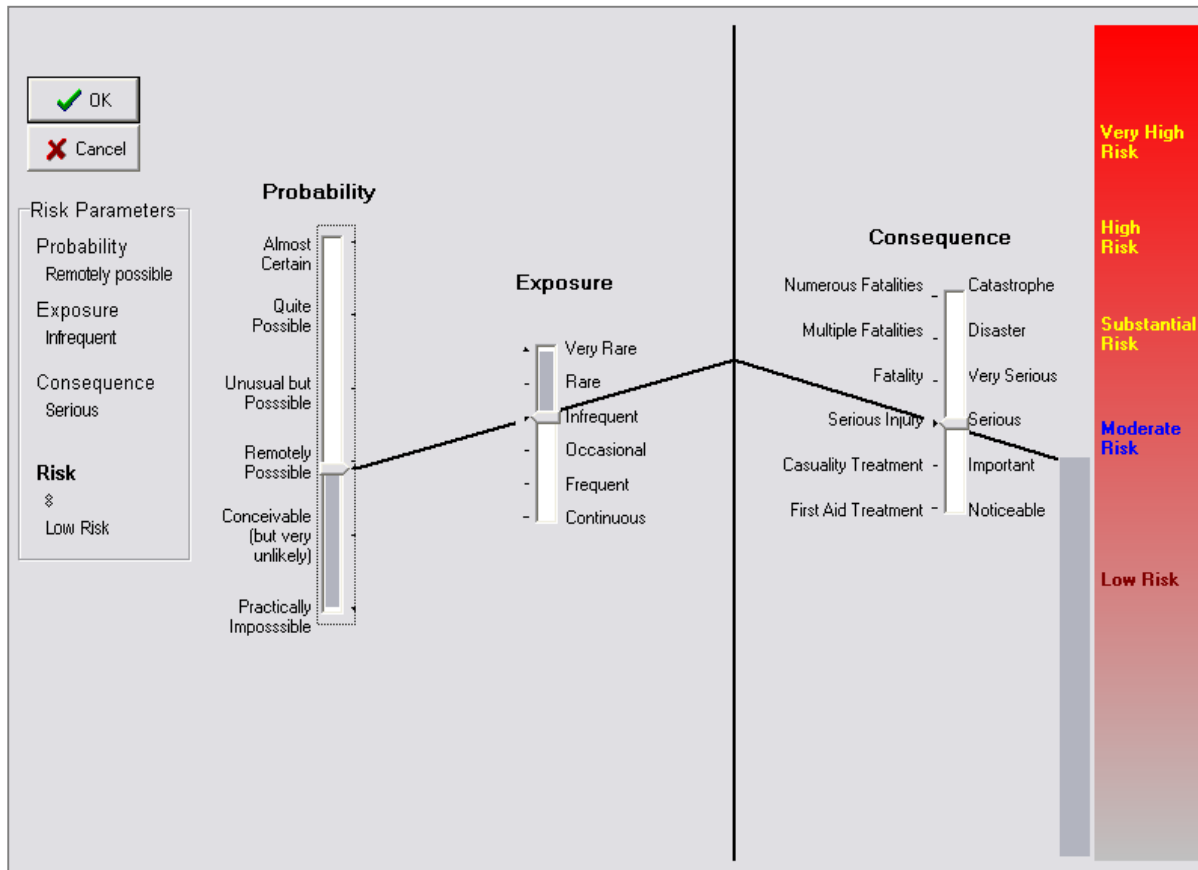 OK
Cancel
Risk Parameters
Probability
Remotely possible
Exposure
Infrequent
Consequence
Serious
Risk
Low Risk
Probability
Almost
Certain
Quite
Possible
Unusual but
Posssible
Remotely
Posssible
Conceivable
(but very
unlikely)
Practically
Imposssible
Exposure
Very Rare
Rare
Infrequent
Occasional
Frequent
Continuous
Consequence
Numerous Fatalities Catastrophe
Multiple Fatalities Disaster
Fatality Very Serious
Serious Injury Serious
Casuality Treatment Important
First Aid Treatment Noticeable
Very High
Risk
High
Risk
Substantial
Risk
Moderate
Risk
Low Risk